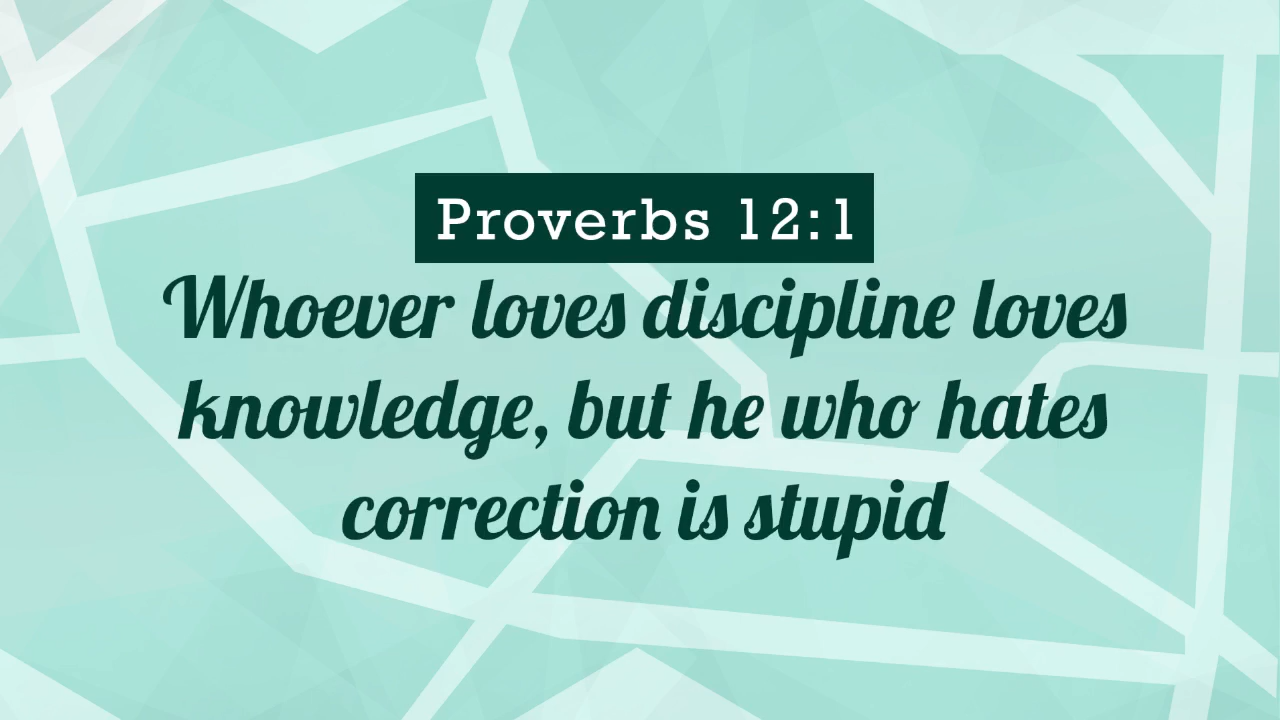 Proverbs 12:1
Whoever loves discipline loves
knowledge, but he who hates
correction is stupid